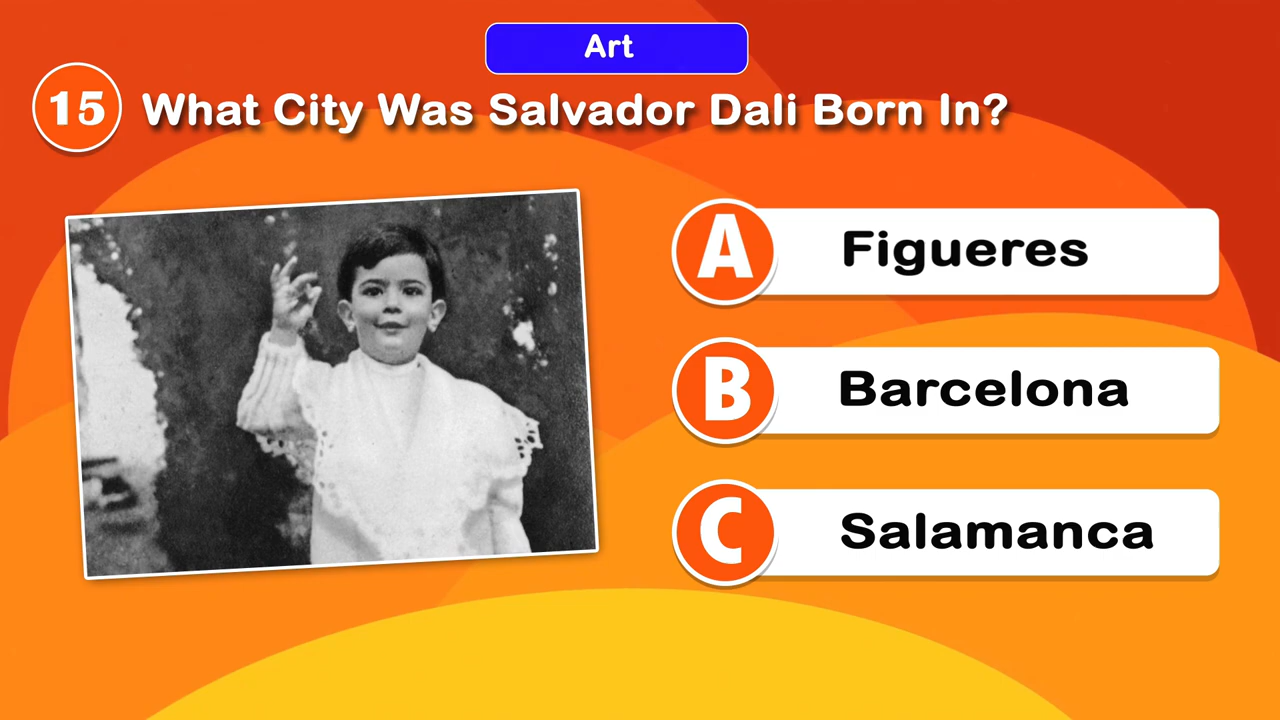 Art
15 What City Was Salvador Dali Born In?
A Figueres
B Barcelona
C Salamanca